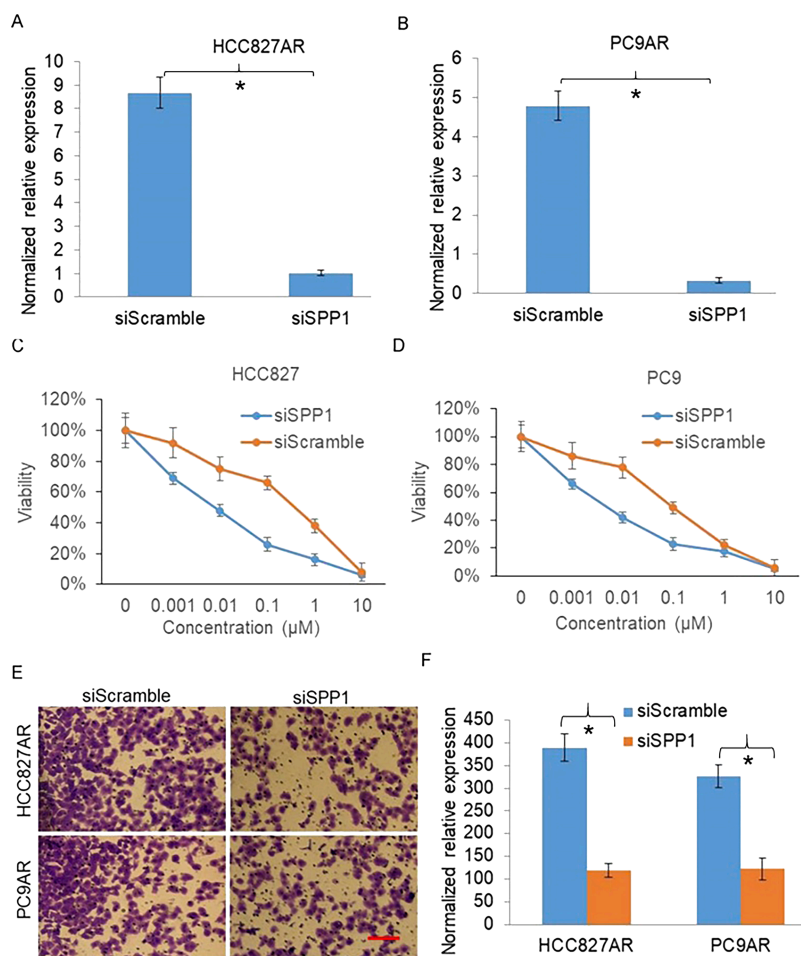 A
HCC827AR
Normalized relative expression
10
9
8
7
6
5
4
3
2
1
0
*
siScramble siSPP1
B
PC9AR
Normalized relative expression
6
5
4
3
2
1
0
*
siScramble siSPP1
C
HCC827
Viability
120%
100%
80%
60%
40%
20%
0%
siSPP1
siScramble
0 0.001 0.01 0.1 1 10
Concentration (µM)
D
PC9
Viability
120%
100%
80%
60%
40%
20%
0%
siSPP1
siScramble
0 0.001 0.01 0.1 1 10
Concentration (µM)
E
siScramble siSPP1
HCC827AR
PC9AR
F
Normalized relative expression
450
400
350
300
250
200
150
100
50
0
siScramble
siSPP1
*
*
HCC827AR PC9AR